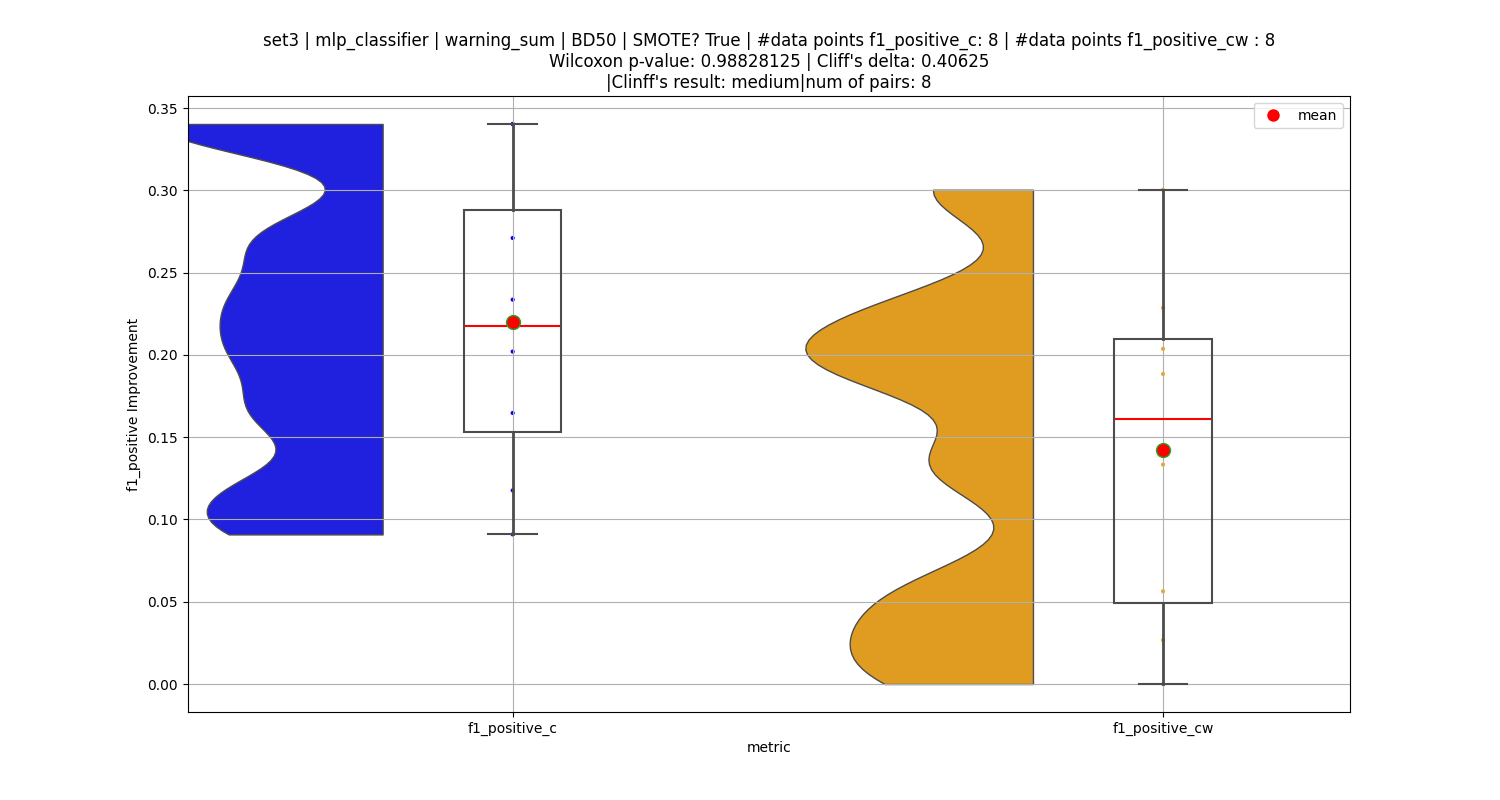 set3 | mlp_classifier | warning_sum | BD50 | SMOTE? True | #data points f1_positive_c: 8 | #data points f1_positive_cw : 8
Wilcoxon p-value: 0.98828125 | Cliff's delta: 0.40625
|Clinff's result: medium|num of pairs: 8
mean
0.35
0.30
0.25
0.20
0.15
0.10
0.05
0.00
f1_positive Improvement
f1_positive_c
f1_positive_cw
metric